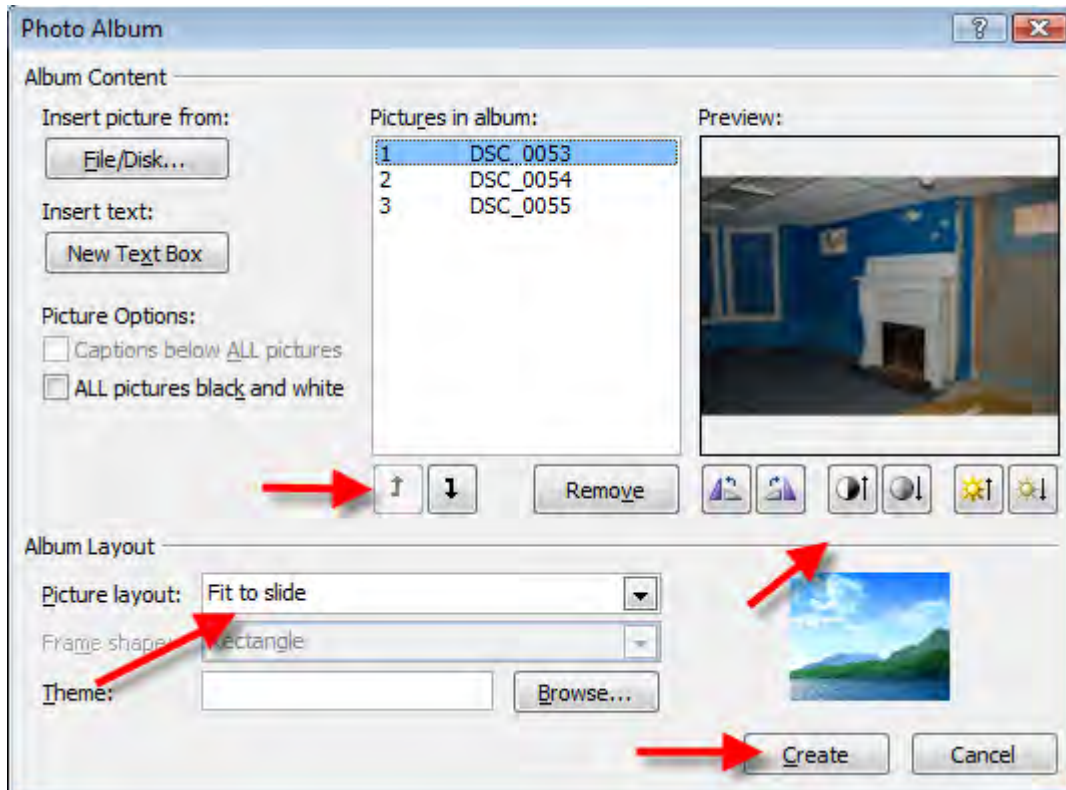 Photo Album
Album Content
Insert picture from:
File/Disk...
Insert text:
New Text Box
Picture Options:
Captions below ALL pictures
ALL pictures black and white
Pictures in album:
1 DSC_0053
2 DSC_0054
3 DSC_0055
Remove
Preview:
Album Layout
Picture layout: Fit to slide
Frame shape: Rectangle
Theme:
Browse...
Create
Cancel